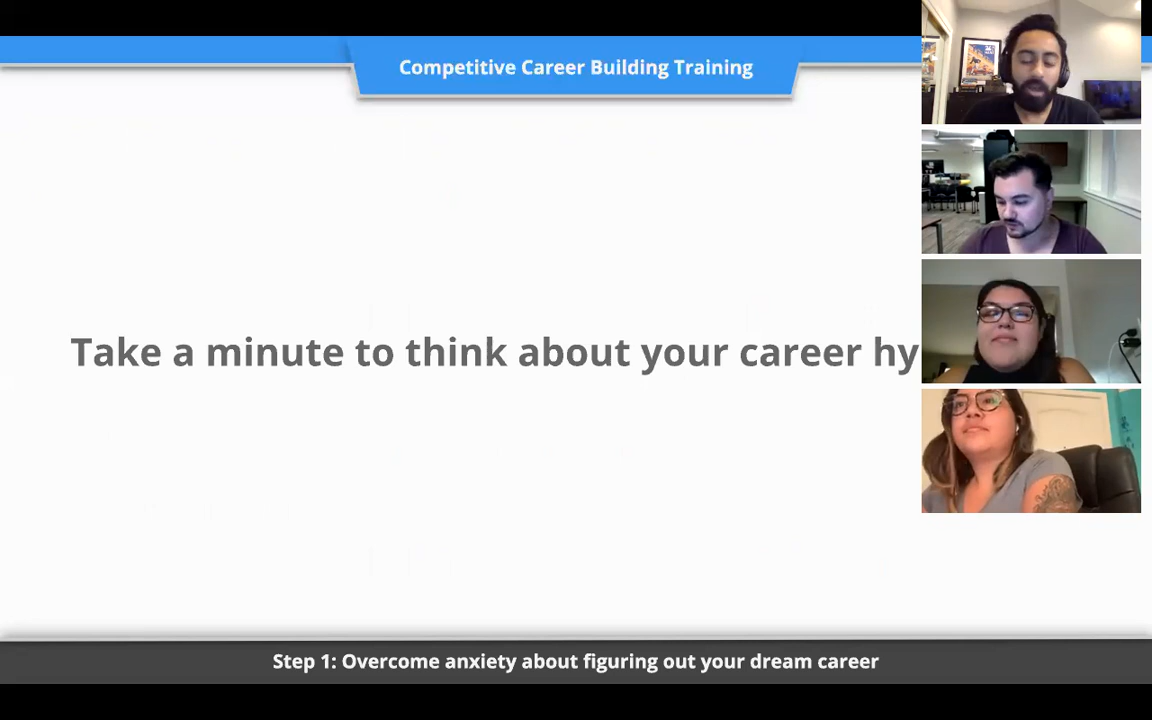 Competitive Career Building Training
Take a minute to think about your career hy
Step 1: Overcome anxiety about figuring out your dream career